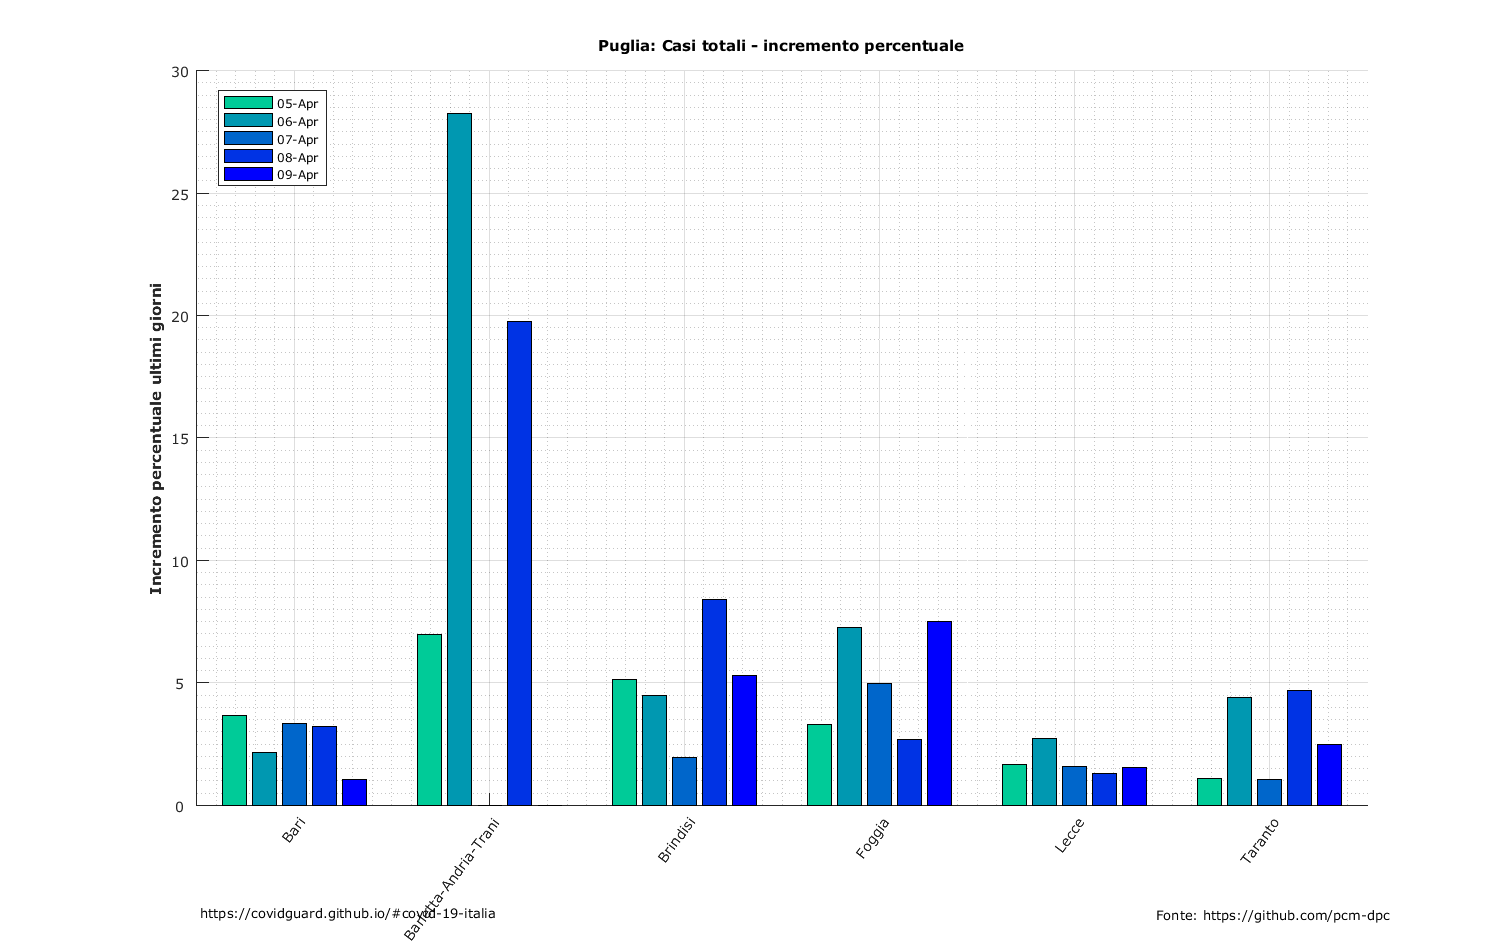 Puglia: Casi totali - incremento percentuale
Incremento percentuale ultimi giorni
30
25
20
15
10
5
0
05-Apr
06-Apr
07-Apr
08-Apr
09-Apr
Bari
Barletta-Andria-Trani
Brindisi
Foggia
Lecce
Taranto
https://covidguard.github.io/#covid-19-italia
Fonte: https://github.com/pcm-dpc